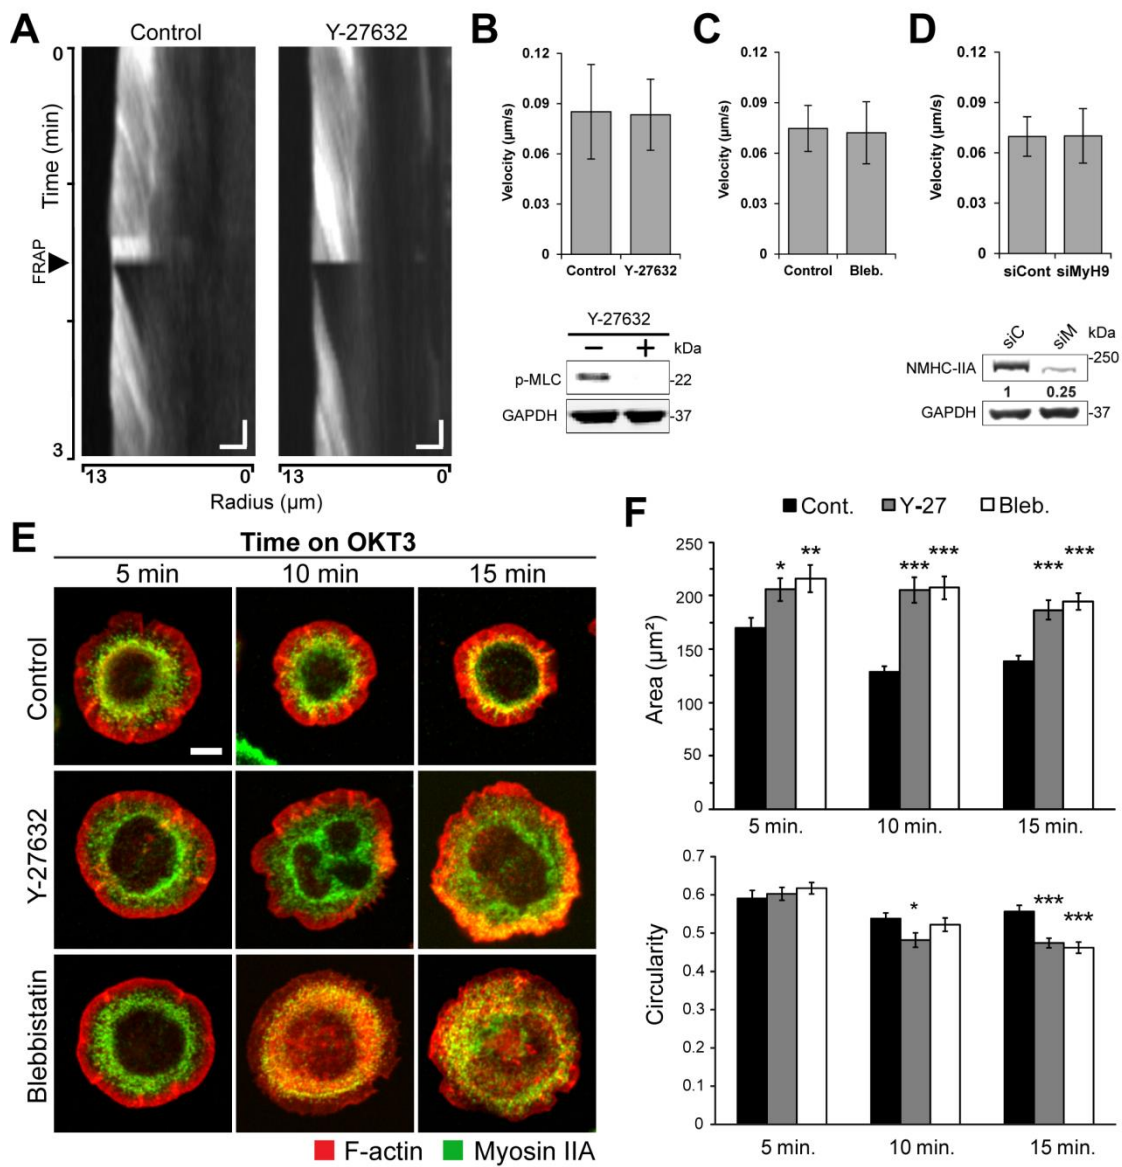 A
Control
Y-27632
0
Time (min)
FRAP
3
13
0
13
0
Radius (µm)
B
0.12
0.09
0.06
0.03
0
Velocity (µm/s)
Control Y-27632
Y-27632
− + kDa
p-MLC -22
GAPDH -37
C
0.12
0.09
0.06
0.03
0
Velocity (µm/s)
Control Bleb.
D
0.12
0.09
0.06
0.03
0
Velocity (µm/s)
siCont siMyH9
siC siM kDa
-250
NMHC-IIA
1 0.25
GAPDH -37
E
Time on OKT3
5 min 10 min 15 min
Control
Y-27632
Blebbistatin
F-actin Myosin IIA
F
Cont. Y-27 Bleb.
250
200
150
100
50
0
Area (µm²)
* ** *** *** *** ***
5 min. 10 min. 15 min.
0.7
0.6
0.5
0.4
0.3
0.2
0.1
0
Circularity
* *** ***
5 min. 10 min. 15 min.